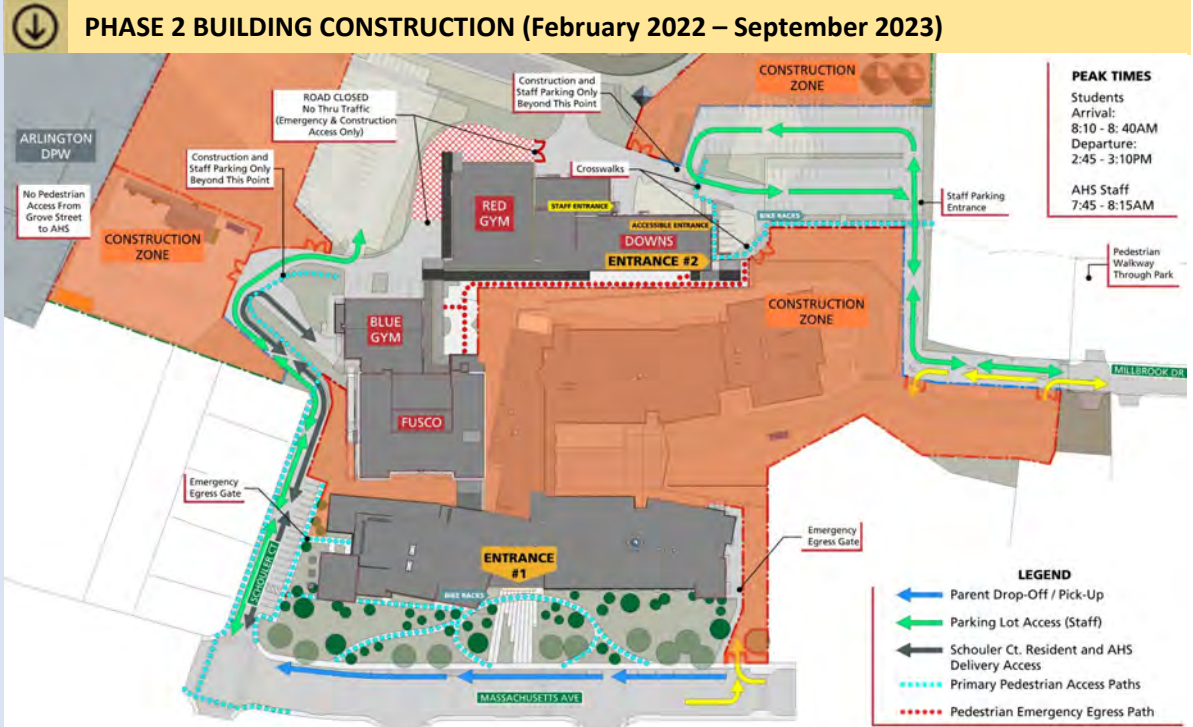 PHASE 2 BUILDING CONSTRUCTION (February 2022 – September 2023)
ARLINGTON
DPW
No Pedestrian
Access From
Grove Street
to AHS
CONSTRUCTION
ZONE
Construction and
Staff Parking Only
Beyond This Point
ROAD CLOSED
No Thru Traffic
(Emergency & Construction
Access Only)
Construction and
Staff Parking Only
Beyond This Point
CONSTRUCTION
ZONE
PEAK TIMES
Students
Arrival:
8:10 - 8: 40AM
Departure:
2:45 - 3:10PM
AHS Staff
7:45 - 8:15AM
Crosswalks
Staff Parking
Entrance
RED
GYM
STAFF ENTRANCE
ACCESSIBLE ENTRANCE
BIKE RACKS
DOWNS
ENTRANCE #2
Pedestrian
Walkway
Through Park
CONSTRUCTION
ZONE
BLUE
GYM
MILLBROOK DR
FUSCO
Emergency
Egress Gate
SCHOULER CT
ENTRANCE
#1
BIKE RACKS
Emergency
Egress Gate
MASSACHUSETTS AVE
LEGEND
Parent Drop-Off / Pick-Up
Parking Lot Access (Staff)
Schouler Ct. Resident and AHS
Delivery Access
Primary Pedestrian Access Paths
Pedestrian Emergency Egress Path